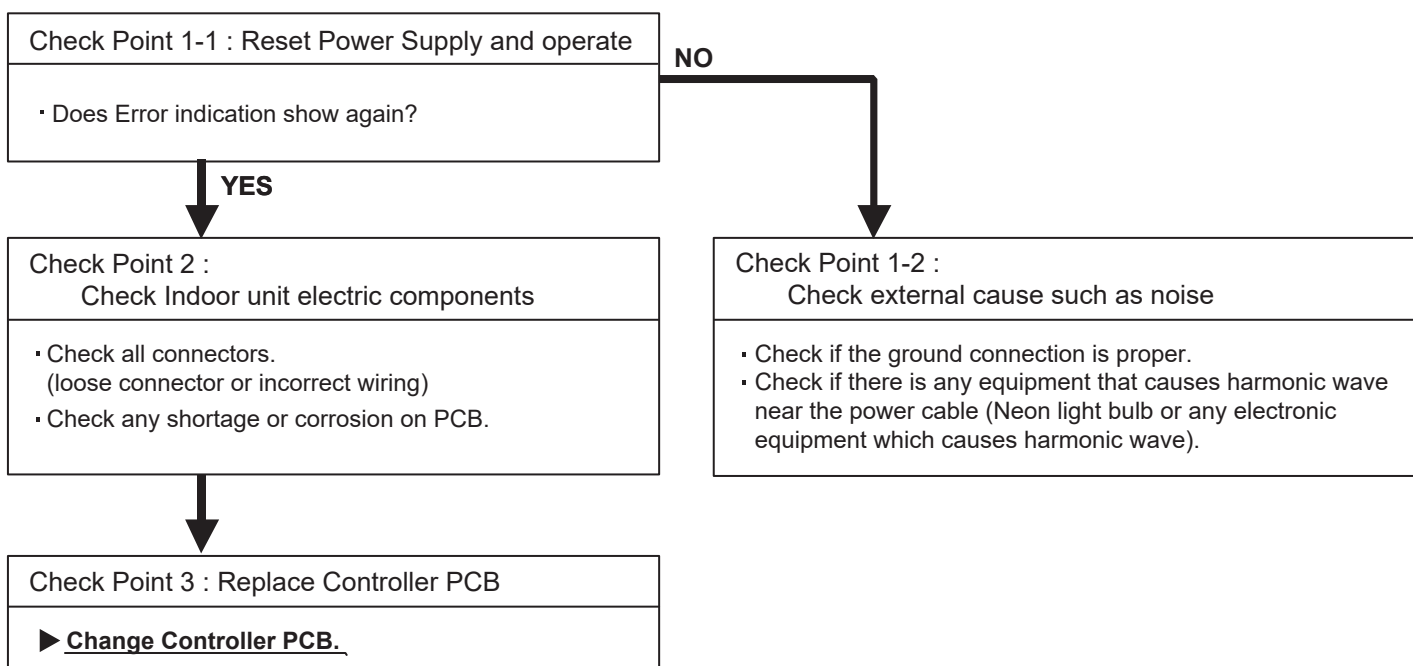 Check Point 1-1 : Reset Power Supply and operate
▪ Does Error indication show again?
NO
YES
Check Point 2 :
Check Indoor unit electric components
▪ Check all connectors.
(loose connector or incorrect wiring)
▪ Check any shortage or corrosion on PCB.
Check Point 1-2 :
Check external cause such as noise
▪ Check if the ground connection is proper.
▪ Check if there is any equipment that causes harmonic wave
near the power cable (Neon light bulb or any electronic
equipment which causes harmonic wave).
Check Point 3 : Replace Controller PCB
▶ Change Controller PCB.